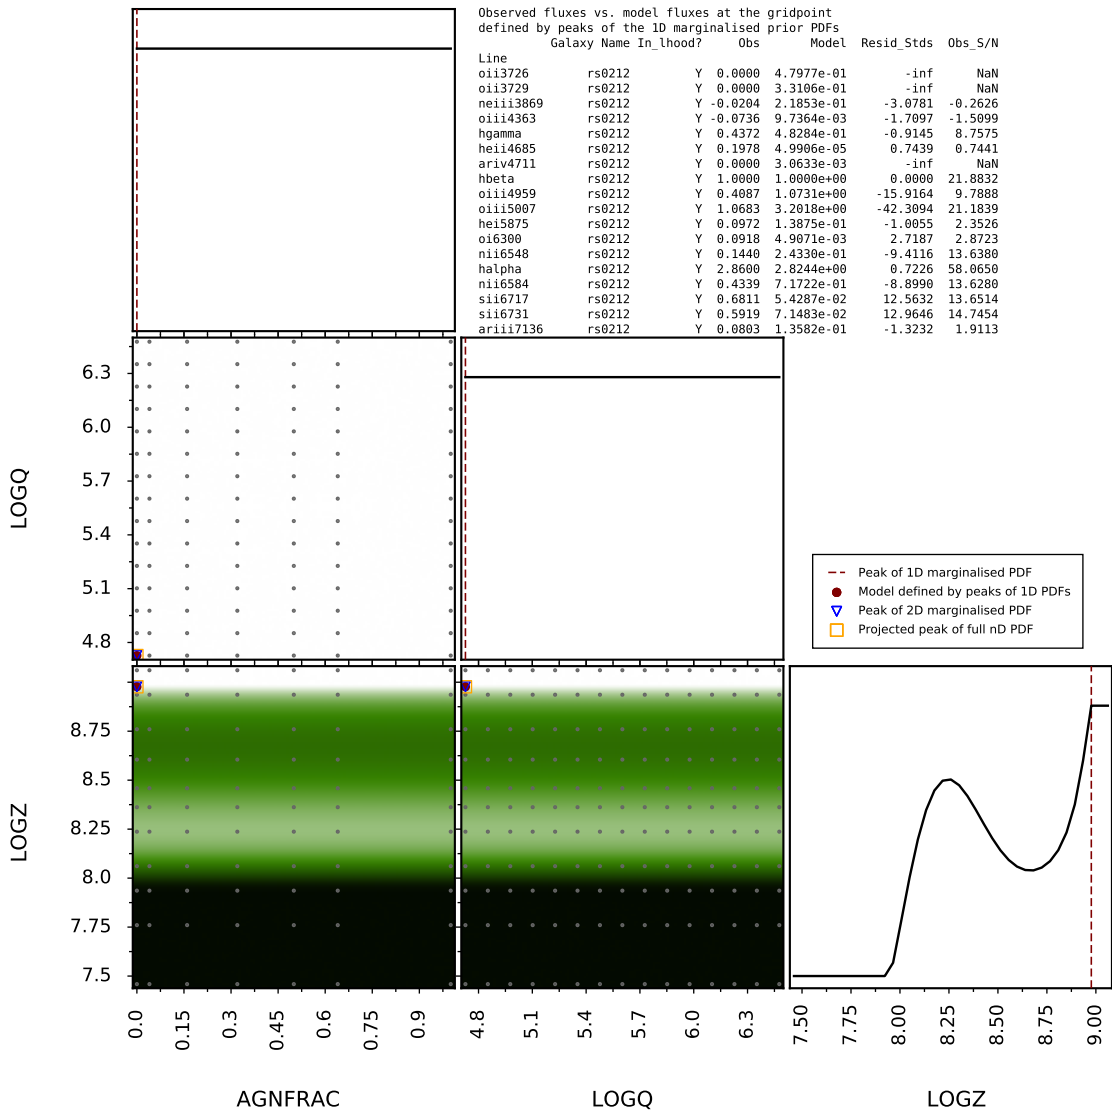 Observed fluxes vs. model fluxes at the gridpoint
defined by peaks of the 1D marginalised prior PDFs
Galaxy Name In_lhood? Obs Model Resid_Stds Obs_S/N
Line
oii3726 rs0212 Y 0.0000 4.7977e-01 -inf NaN
oii3729 rs0212 Y 0.0000 3.3106e-01 -inf NaN
neiii3869 rs0212 Y -0.0204 2.1853e-01 -3.0781 -0.2626
oiii4363 rs0212 Y -0.0736 9.7364e-03 -1.7097 -1.5099
hgamma rs0212 Y 0.4372 4.8284e-01 -0.9145 8.7575
heii4685 rs0212 Y 0.1978 4.9906e-05 0.7439 0.7441
ariv4711 rs0212 Y 0.0000 3.0633e-03 -inf NaN
hbeta rs0212 Y 1.0000 1.0000e+00 0.0000 21.8832
oiii4959 rs0212 Y 0.4087 1.0731e+00 -15.9164 9.7888
oiii5007 rs0212 Y 1.0683 3.2018e+00 -42.3094 21.1839
hei5875 rs0212 Y 0.0972 1.3875e-01 -1.0055 2.3526
oi6300 rs0212 Y 0.0918 4.9071e-03 2.7187 2.8723
nii6548 rs0212 Y 0.1440 2.4330e-01 -9.4116 13.6380
halpha rs0212 Y 2.8600 2.8244e+00 0.7226 58.0650
nii6584 rs0212 Y 0.4339 7.1722e-01 -8.8990 13.6280
sii6717 rs0212 Y 0.6811 5.4287e-02 12.5632 13.6514
sii6731 rs0212 Y 0.5919 7.1483e-02 12.9646 14.7454
ariii7136 rs0212 Y 0.0803 1.3582e-01 -1.3232 1.9113
LOGQ
6.3
6.0
5.7
5.4
5.1
4.8
Peak of 1D marginalised PDF
Model defined by peaks of 1D PDFs
Peak of 2D marginalised PDF
Projected peak of full nD PDF
LOGZ
8.75
8.5
8.25
8.0
7.75
7.5
0.0 0.15 0.3 0.45 0.6 0.75 0.9
4.8 5.1 5.4 5.7 6.0 6.3
7.50 7.75 8.00 8.25 8.50 8.75 9.00
AGNFRAC LOGQ LOGZ